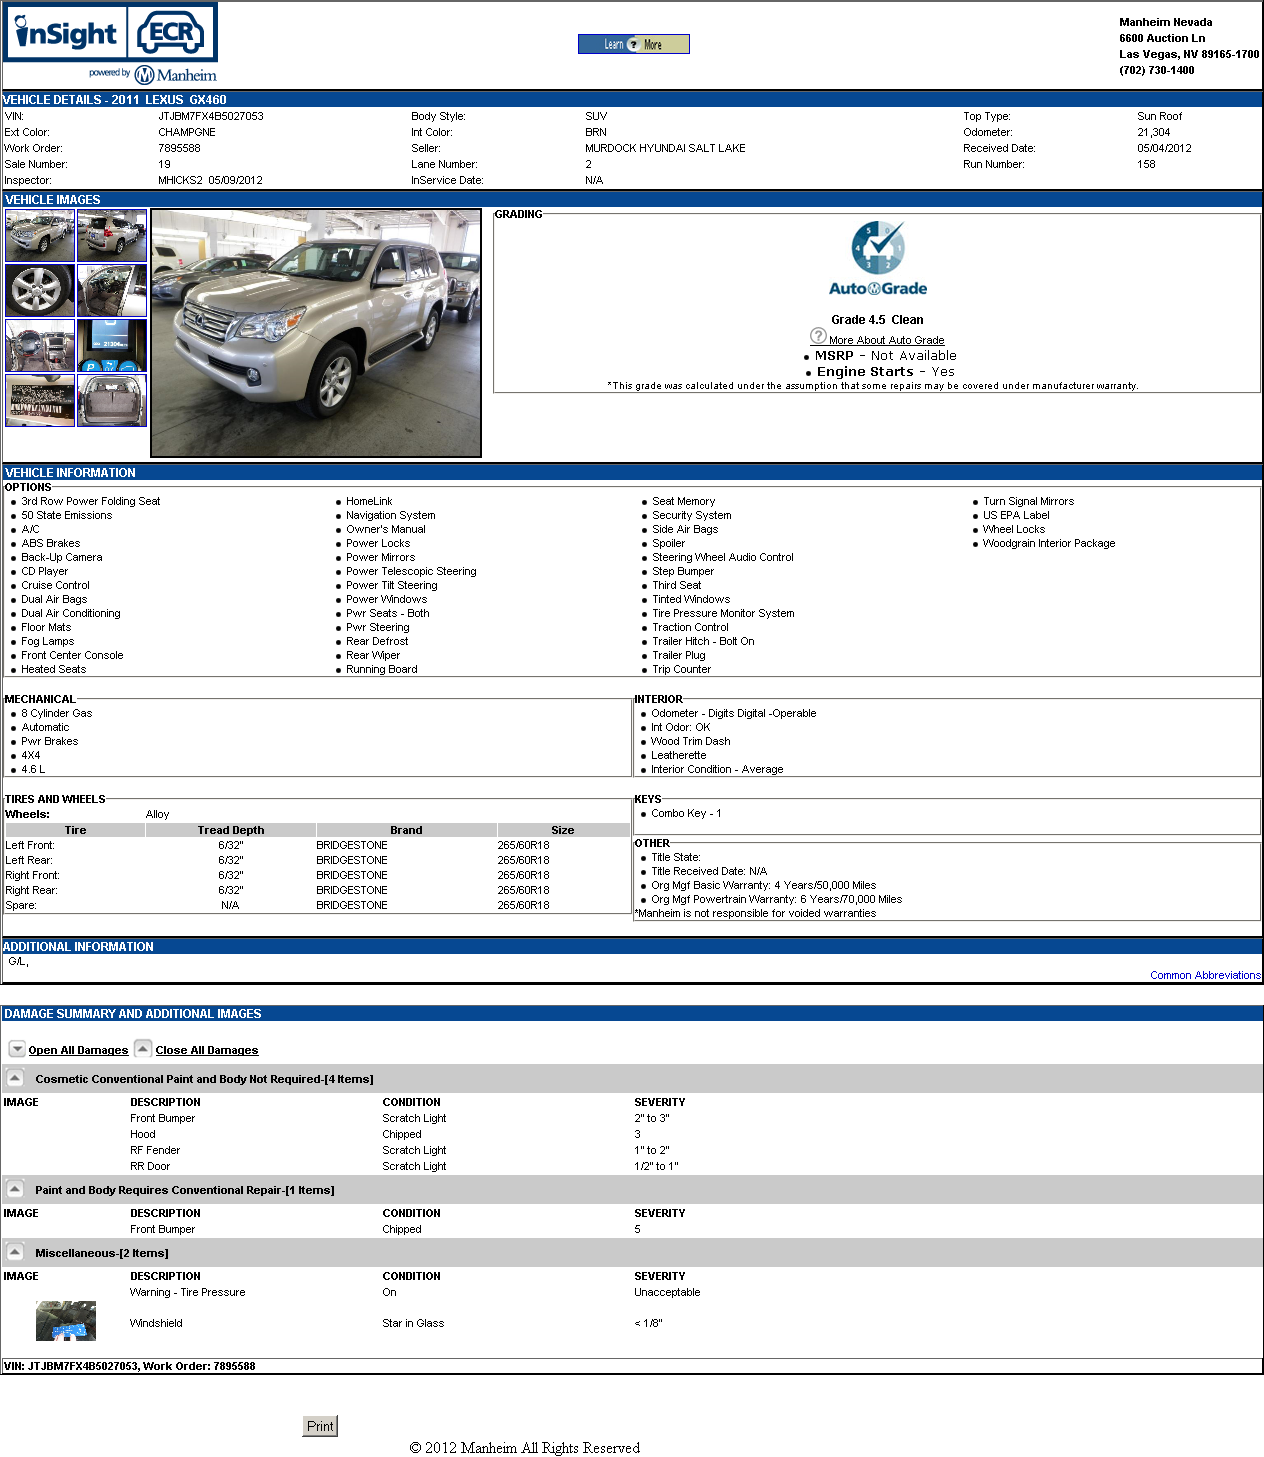 inSight ECR
powered by Manheim
Learn ? More
Manheim Nevada
6600 Auction Ln
Las Vegas, NV 89165-1700
(702) 730-1400
VEHICLE DETAILS - 2011 LEXUS GX460
VIN: JTJBM7FX4B5027053 Body Style: SUV Top Type: Sun Roof
Ext Color: CHAMPGNE Int Color: BRN Odometer: 21,304
Work Order: 7895588 Seller: MURDOCK HYUNDAI SALT LAKE Received Date: 05/04/2012
Sale Number: 19 Lane Number: 2 Run Number: 158
Inspector: MHICKS2 05/09/2012 InService Date: N/A
VEHICLE IMAGES
GRADING
5 0 4 1 3 2
Auto Grade
Grade 4.5 Clean
? More About Auto Grade
MSRP - Not Available
Engine Starts - Yes
*This grade was calculated under the assumption that some repairs may be covered under manufacturer warranty.
21304
P
VEHICLE INFORMATION
OPTIONS
3rd Row Power Folding Seat HomeLink Seat Memory Turn Signal Mirrors
50 State Emissions Navigation System Security System US EPA Label
A/C Owner's Manual Side Air Bags Wheel Locks
ABS Brakes Power Locks Spoiler Woodgrain Interior Package
Back-Up Camera Power Mirrors Steering Wheel Audio Control
CD Player Power Telescopic Steering Step Bumper
Cruise Control Power Tilt Steering Third Seat
Dual Air Bags Power Windows Tinted Windows
Dual Air Conditioning Pwr Seats - Both Tire Pressure Monitor System
Floor Mats Pwr Steering Traction Control
Fog Lamps Rear Defrost Trailer Hitch - Bolt On
Front Center Console Rear Wiper Trailer Plug
Heated Seats Running Board Trip Counter
MECHANICAL
8 Cylinder Gas
Automatic
Pwr Brakes
4X4
4.6 L
INTERIOR
Odometer - Digits Digital -Operable
Int Odor: OK
Wood Trim Dash
Leatherette
Interior Condition - Average
TIRES AND WHEELS
Wheels: Alloy
Tire Tread Depth Brand Size
Left Front: 6/32" BRIDGESTONE 265/60R18
Left Rear: 6/32" BRIDGESTONE 265/60R18
Right Front: 6/32" BRIDGESTONE 265/60R18
Right Rear: 6/32" BRIDGESTONE 265/60R18
Spare: N/A BRIDGESTONE 265/60R18
KEYS
Combo Key - 1
OTHER
Title State:
Title Received Date: N/A
Org Mgf Basic Warranty: 4 Years/50,000 Miles
Org Mgf Powertrain Warranty: 6 Years/70,000 Miles
*Manheim is not responsible for voided warranties
ADDITIONAL INFORMATION
G/L,
Common Abbreviations
DAMAGE SUMMARY AND ADDITIONAL IMAGES
Open All Damages Close All Damages
Cosmetic Conventional Paint and Body Not Required-[4 Items]
IMAGE DESCRIPTION CONDITION SEVERITY
Front Bumper Scratch Light 2" to 3"
Hood Chipped 3
RF Fender Scratch Light 1" to 2"
RR Door Scratch Light 1/2" to 1"
Paint and Body Requires Conventional Repair-[1 Items]
IMAGE DESCRIPTION CONDITION SEVERITY
Front Bumper Chipped 5
Miscellaneous-[2 Items]
IMAGE DESCRIPTION CONDITION SEVERITY
Warning - Tire Pressure On Unacceptable
Windshield Star in Glass < 1/8"
VIN: JTJBM7FX4B5027053, Work Order: 7895588
Print
© 2012 Manheim All Rights Reserved